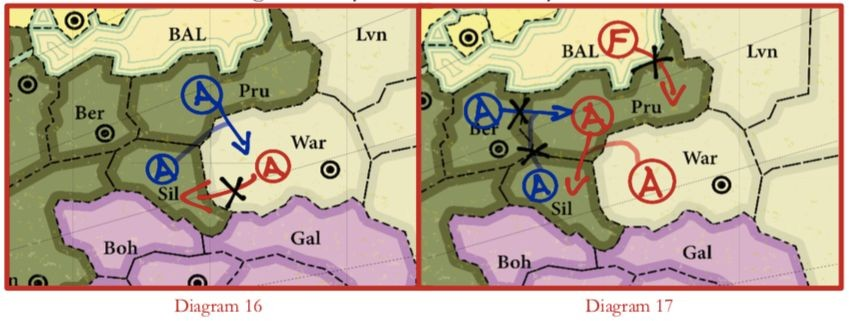 BAL
Lvn
Ber
A
Pru
War
A
A
Sil
Boh
Gal
Diagram 16
BAL
F
Lvn
A
Ber
A
Pru
War
A
A
Sil
Boh
Gal
Diagram 17